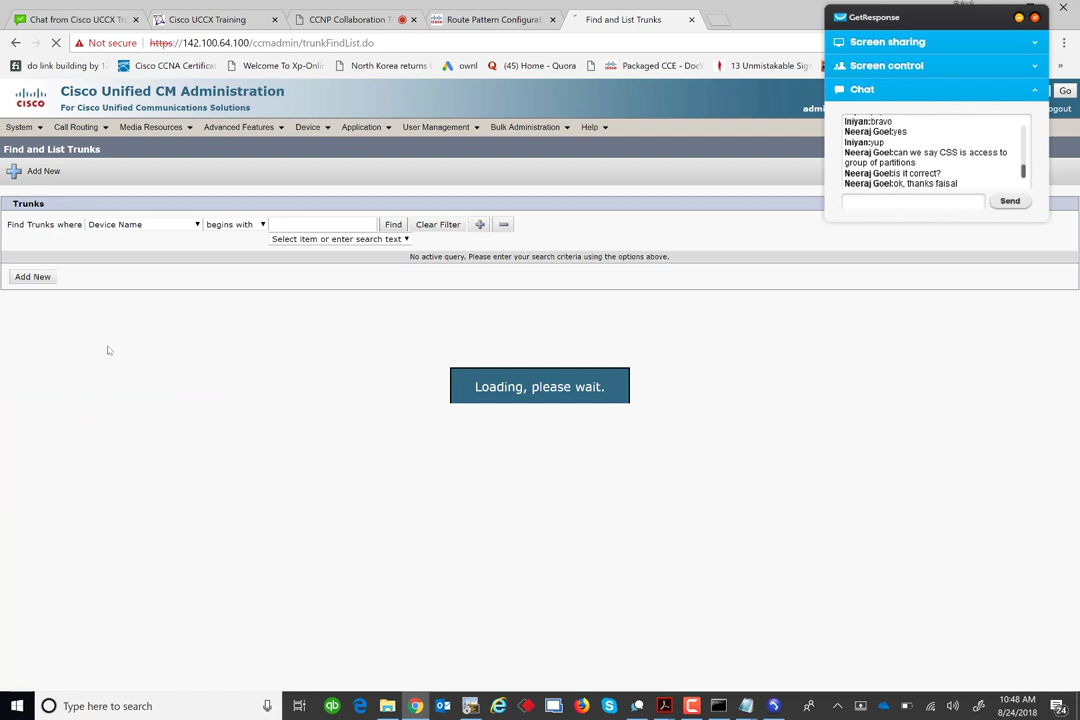 Chat from Cisco UCCX Tr
Cisco UCCX Training
CCNP Collaboration T
Route Pattern Configurat
Find and List Trunks
Not secure
https://142.100.64.100/ccmadmin/trunkFindList.do
do link building by 1
Cisco CCNA Certificat
Welcome To Xp-Onli
North Korea returns U
ownl
(45) Home - Quora
Packaged CCE - DocW
13 Unmistakable Sig
»
CISCO
Cisco Unified CM Administration
For Cisco Unified Communications Solutions
Go
admi
ogout
System
Call Routing
Media Resources
Advanced Features
Device
Application
User Management
Bulk Administration
Help
Find and List Trunks
Add New
Trunks
Find Trunks where
Device Name
begins with
Find
Clear Filter
Select item or enter search text
No active query. Please enter your search criteria using the options above.
Add New
Loading, please wait.
GetResponse
Screen sharing
Screen control
Chat
Iniyan:bravo
Neeraj Goel:yes
Iniyan:yup
Neeraj Goel:can we say CSS is access to
group of partitions
Neeraj Goel:is it correct?
Neeraj Goel:ok, thanks faisal
Send
Type here to search
10:48 AM
8/24/2018
24